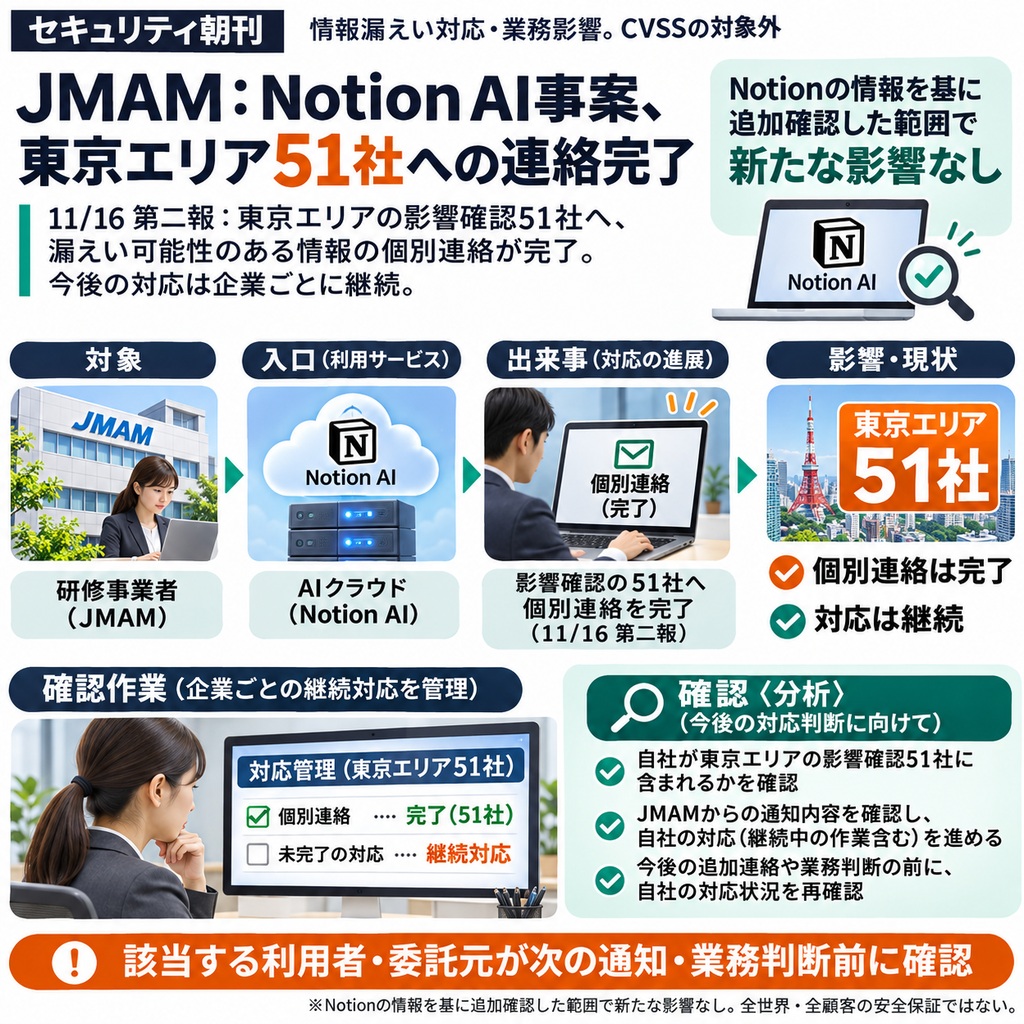 セキュリティ朝刊
情報漏えい対応・業務影響。CVSSの対象外
JMAM：Notion AI事案、
東京エリア51社への連絡完了
11/16 第二報：東京エリアの影響確認51社へ、
漏えい可能性のある情報の個別連絡が完了。
今後の対応は企業ごとに継続。
Notionの情報を基に
追加確認した範囲で
新たな影響なし
N
Notion AI
対象
JMAM
研修事業者
（JMAM）
入口（利用サービス）
N
Notion AI
AIクラウド
（Notion AI）
出来事（対応の進展）
個別連絡
（完了）
影響確認の51社へ
個別連絡を完了
（11/16 第二報）
影響・現状
東京エリア
51社
個別連絡は完了
対応は継続
確認作業（企業ごとの継続対応を管理）
対応管理（東京エリア51社）
個別連絡 ···· 完了（51社）
未完了の対応 ···· 継続対応
確認〈分析〉
（今後の対応判断に向けて）
自社が東京エリアの影響確認51社に
含まれるかを確認
JMAMからの通知内容を確認し、
自社の対応（継続中の作業含む）を進める
今後の追加連絡や業務判断の前に、
自社の対応状況を再確認
! 該当する利用者・委託元が次の通知・業務判断前に確認
※Notionの情報を基に追加確認した範囲で新たな影響なし。全世界・全顧客の安全保証ではない。